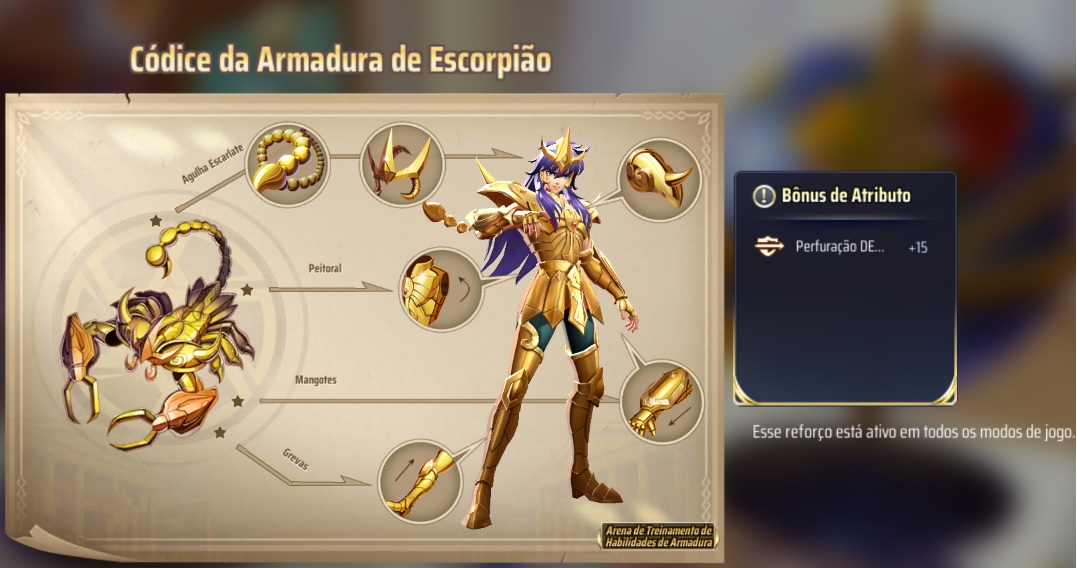 Códice da Armadura de Escorpião
Agulha Escarlate
Peitoral
Mangotes
Grevas
Arena de Treinamento de
Habilidades de Armadura
Bônus de Atributo
Perfuração DE... +15
Esse reforço está ativo em todos os modos de jogo.